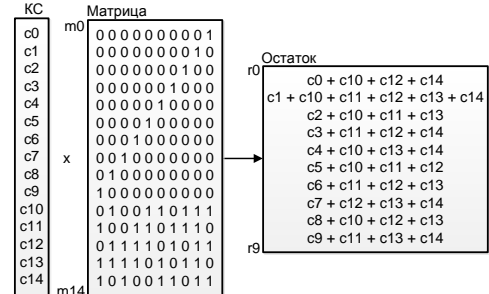 КС
Матрица
m0
c0
c1
c2
c3
c4
c5
c6
c7
c8
c9
c10
c11
c12
c13
c14
x
0 0 0 0 0 0 0 0 0 1
0 0 0 0 0 0 0 0 1 0
0 0 0 0 0 0 0 1 0 0
0 0 0 0 0 0 1 0 0 0
0 0 0 0 0 1 0 0 0 0
0 0 0 0 1 0 0 0 0 0
0 0 0 1 0 0 0 0 0 0
0 0 1 0 0 0 0 0 0 0
0 1 0 0 0 0 0 0 0 0
1 0 0 0 0 0 0 0 0 0
0 1 0 0 1 1 0 1 1 1
1 0 0 1 1 0 1 1 1 0
0 1 1 1 1 0 1 0 1 1
1 1 1 1 0 1 0 1 1 0
1 0 1 0 0 1 1 0 1 1
m14
Остаток
r0
c0 + c10 + c12 + c14
c1 + c10 + c11 + c12 + c13 + c14
c2 + c10 + c11 + c13
c3 + c11 + c12 + c14
c4 + c10 + c13 + c14
c5 + c10 + c11 + c12
c6 + c11 + c12 + c13
c7 + c12 + c13 + c14
c8 + c10 + c12 + c13
c9 + c11 + c13 + c14
r9